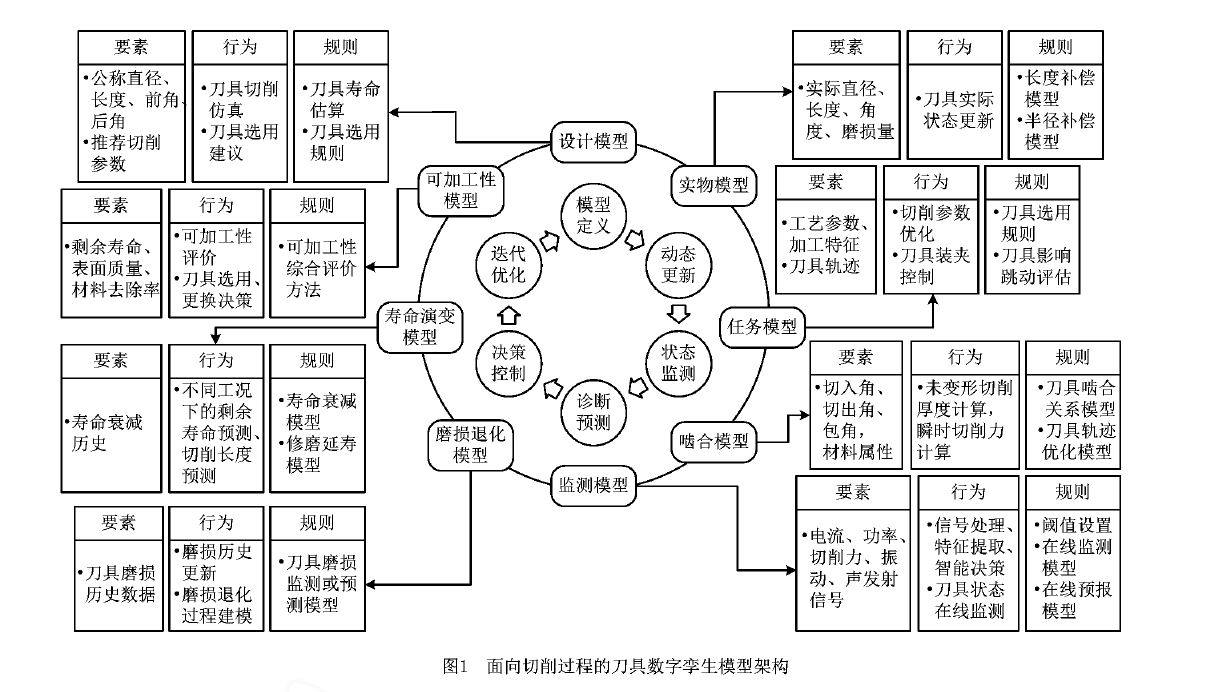 要素
•公称直径、
长度、前角、
后角
•推荐切削
参数
行为
•刀具切削
仿真
•刀具选用
建议
规则
•刀具寿命
估算
•刀具选用
规则
设计模型
要素
•实际直径、
长度、角
度、磨损量
行为
•刀具实际
状态更新
规则
•长度补偿
模型
•半径补偿
模型
实物模型
可加工性
模型
要素
•剩余寿命、
表面质量、
材料去除率
行为
•可加工性
评价
•刀具选用、
更换决策
规则
•可加工性
综合评价
方法
要素
•工艺参数、
加工特征
•刀具轨迹
行为
•切削参数
优化
•刀具装夹
控制
规则
•刀具选用
规则
•刀具影响
跳动评估
任务模型
模型
定义
动态
更新
状态
监测
诊断
预测
决策
控制
迭代
优化
寿命演变
模型
要素
•寿命衰减
历史
行为
•不同工况
下的剩余
寿命预测、
切削长度
预测
规则
•寿命衰减
模型
•修磨延寿
模型
要素
•切入角、
切出角、
包角，
材料属性
行为
•未变形切削
厚度计算，
瞬时切削力
计算
规则
•刀具啮合
关系模型
•刀具轨迹
优化模型
啮合模型
磨损退化
模型
监测模型
要素
•刀具磨损
历史数据
行为
•磨损历史
更新
•磨损退化
过程建模
规则
•刀具磨损
监测或预
测模型
要素
•电流、功率、
切削力、振
动、声发射
信号
行为
•信号处理、
特征提取、
智能决策
•刀具状态
在线监测
规则
•阈值设置
•在线监测
模型
•在线预报
模型
图1 面向切削过程的刀具数字孪生模型架构